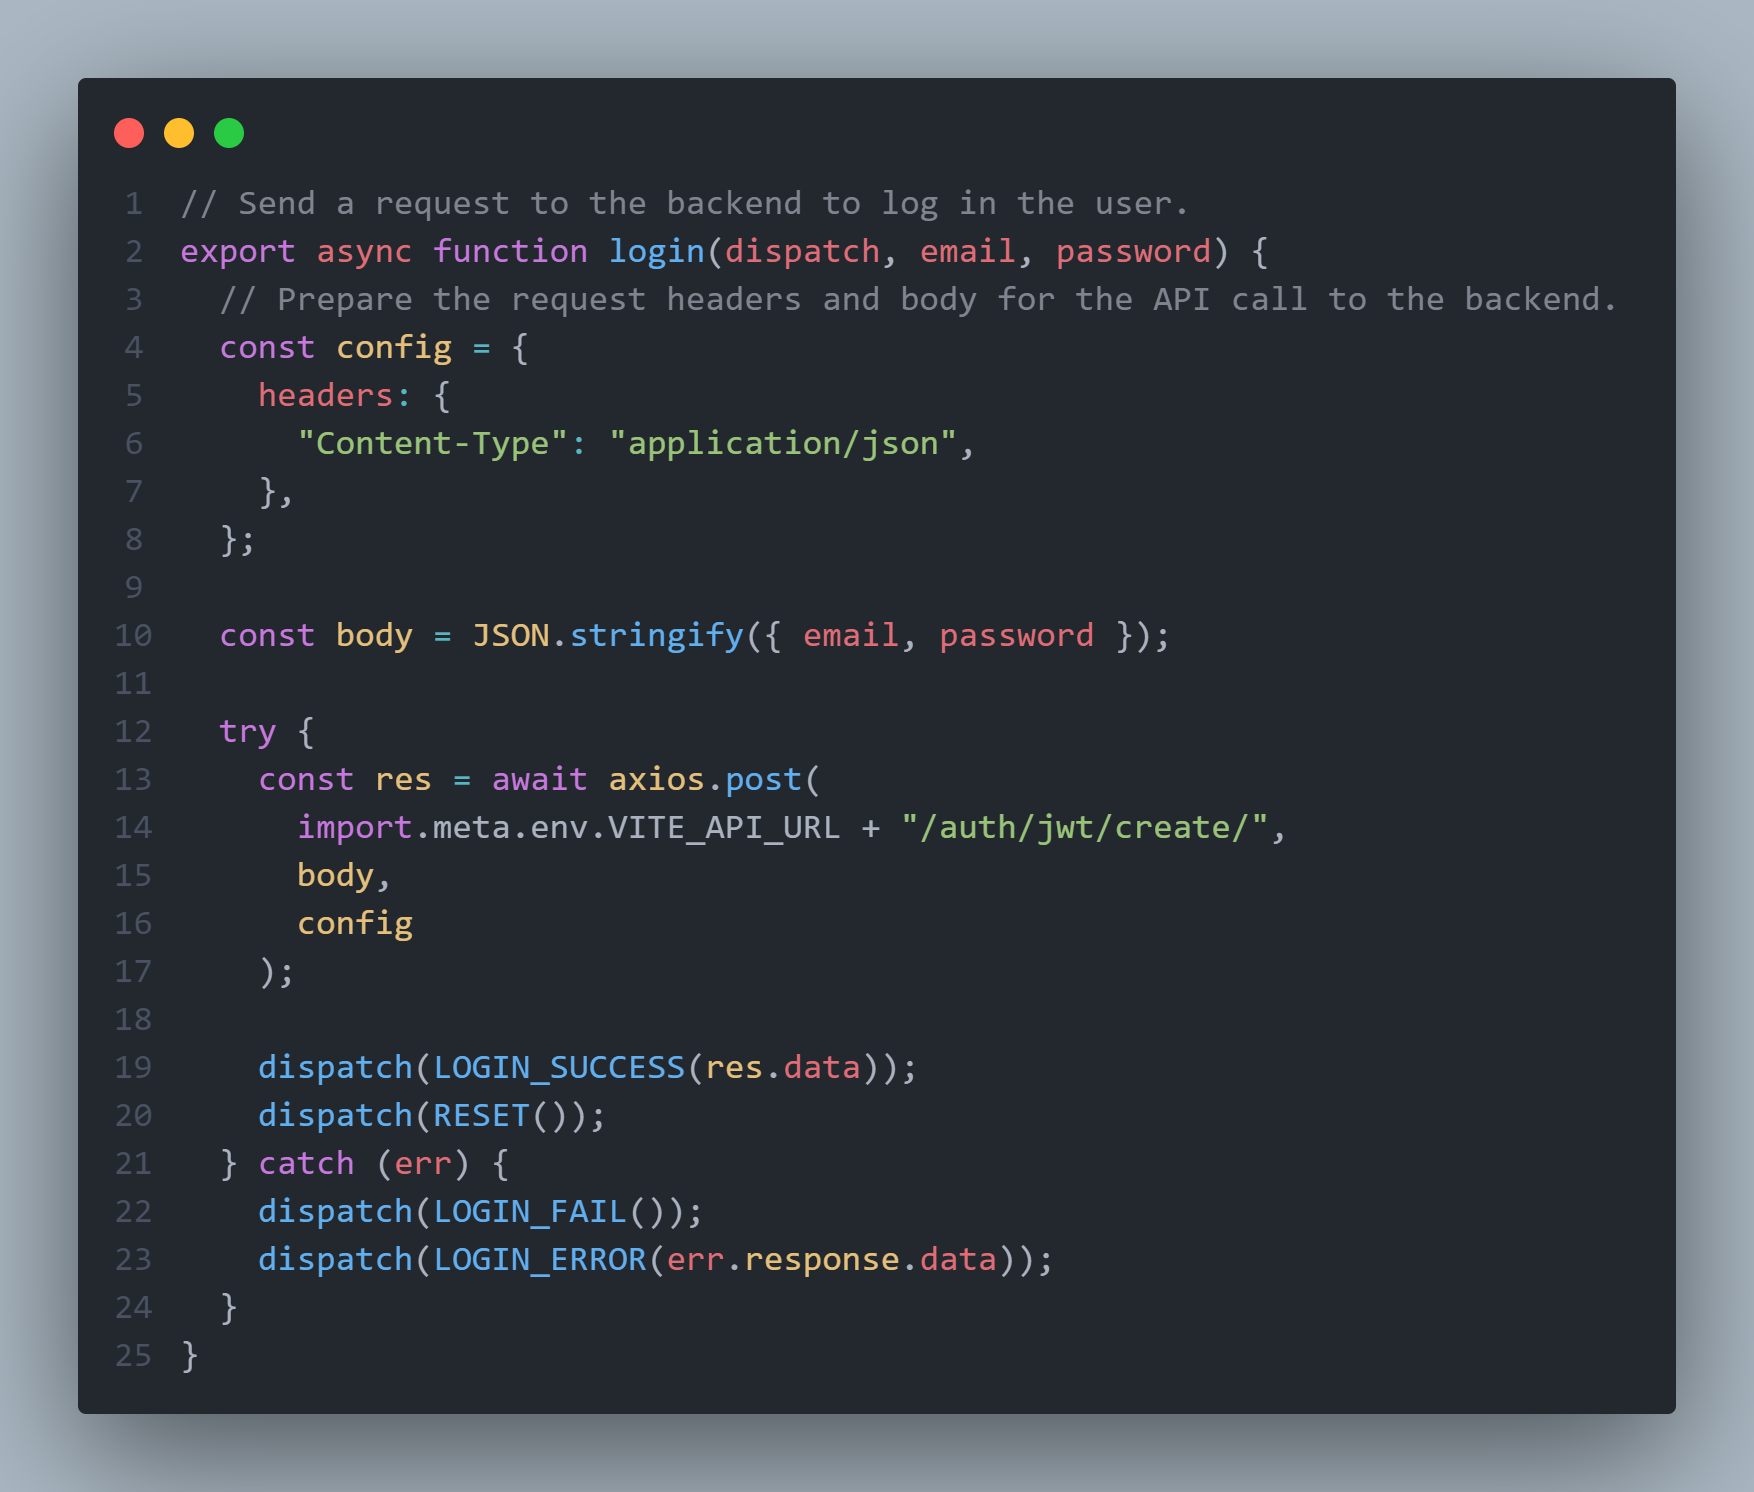 1 // Send a request to the backend to log in the user.
2 export async function login(dispatch, email, password) {
3   // Prepare the request headers and body for the API call to the backend.
4   const config = {
5     headers: {
6       "Content-Type": "application/json",
7     },
8   };
9
10   const body = JSON.stringify({ email, password });
11
12   try {
13     const res = await axios.post(
14       import.meta.env.VITE_API_URL + "/auth/jwt/create/",
15       body,
16       config
17     );
18
19     dispatch(LOGIN_SUCCESS(res.data));
20     dispatch(RESET());
21   } catch (err) {
22     dispatch(LOGIN_FAIL());
23     dispatch(LOGIN_ERROR(err.response.data));
24   }
25 }